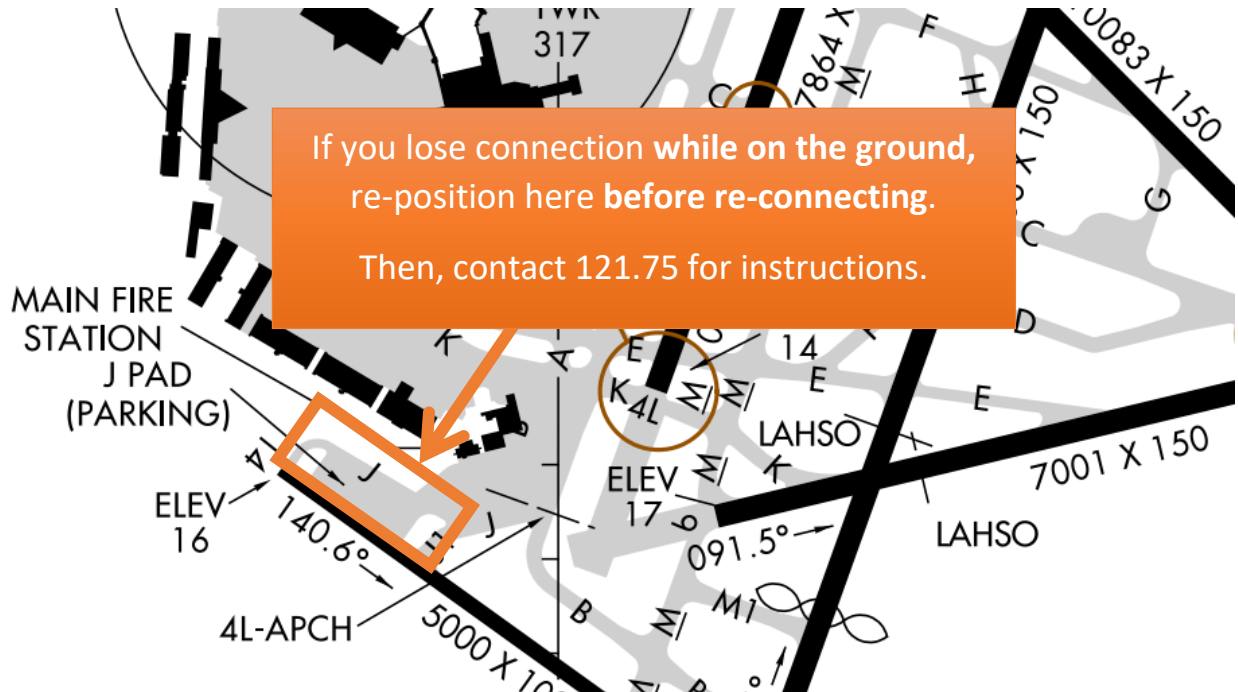 TWR
317
F
7864 X
M
H
10083 X 150
C
X 150
G
If you lose connection while on the ground,
re-position here before re-connecting.
Then, contact 121.75 for instructions.
C
MAIN FIRE
STATION
J PAD
(PARKING)
K
A
E
14
D
E
E
K
4L
M
M
LAHSO
7001 X 150
J
ELEV
16
140.6°
J
ELEV
17
M
K
9
091.5°
LAHSO
4L-APCH
B
M
M1
5000 X